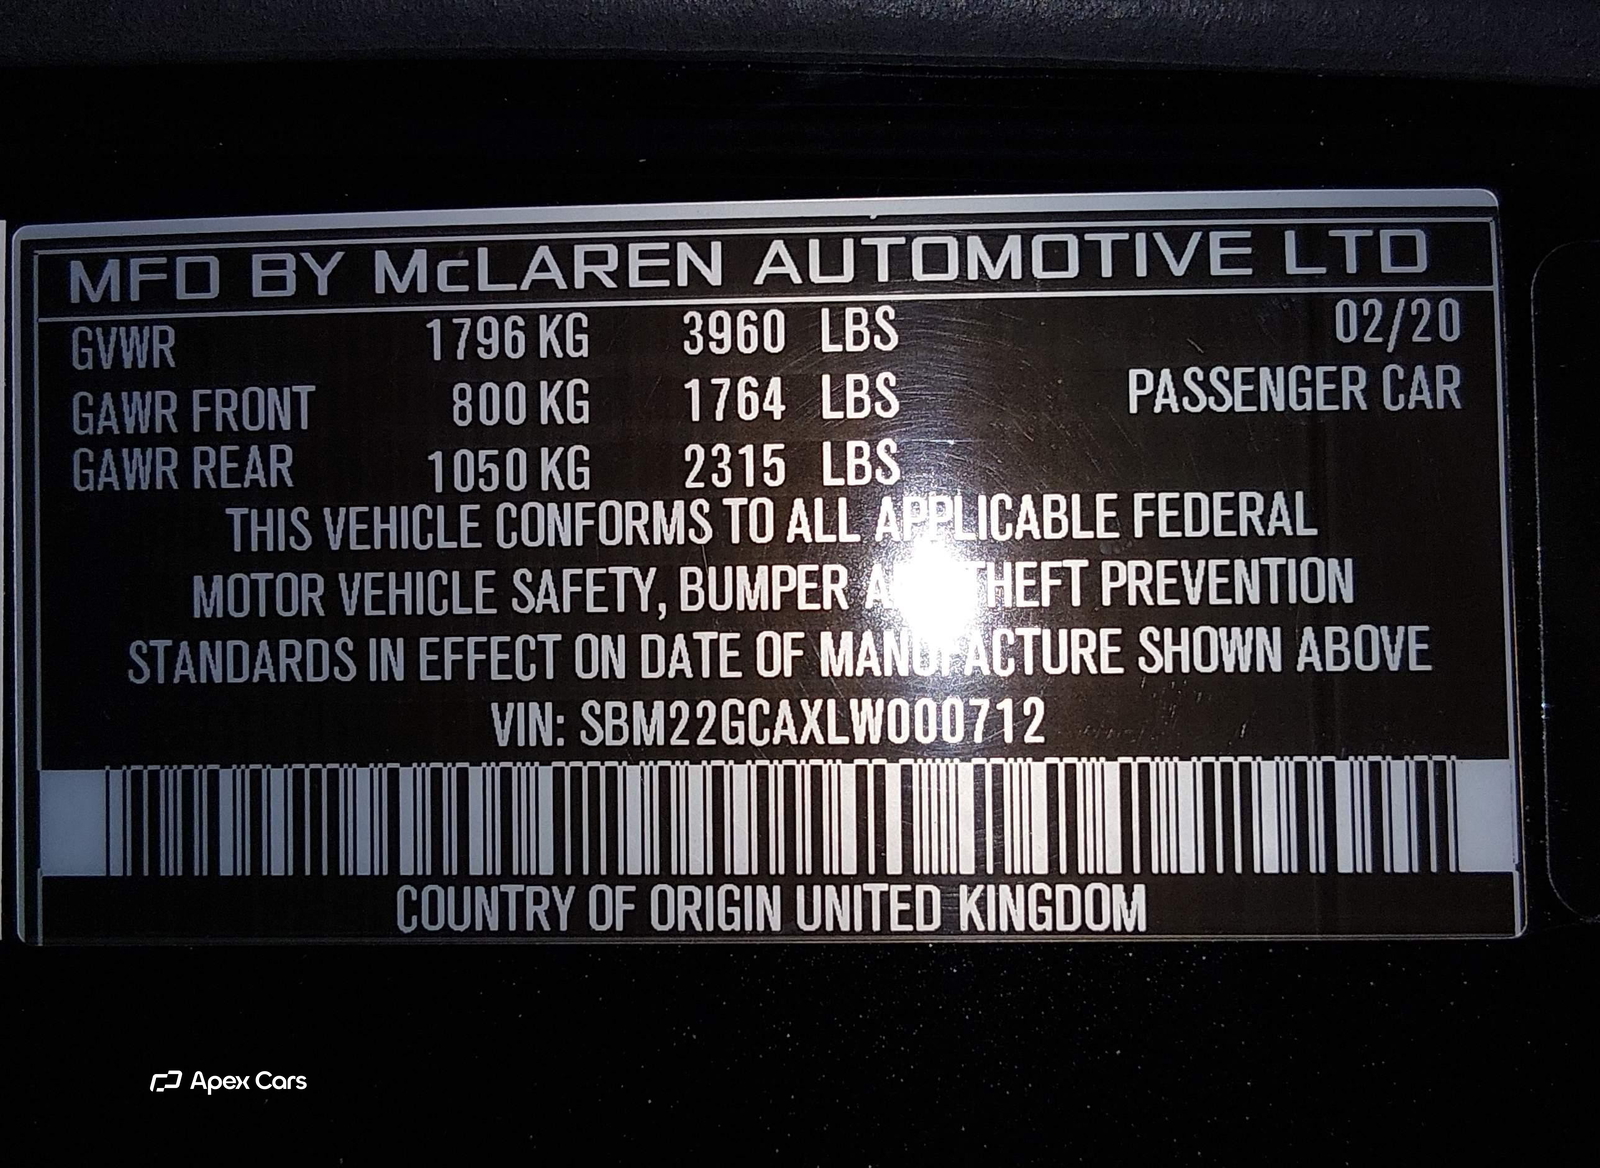 MFD BY McLAREN AUTOMOTIVE LTD
GVWR 1796 KG 3960 LBS 02/20
GAWR FRONT 800 KG 1764 LBS PASSENGER CAR
GAWR REAR 1050 KG 2315 LBS
THIS VEHICLE CONFORMS TO ALL APPLICABLE FEDERAL
MOTOR VEHICLE SAFETY, BUMPER PREVENTION
STANDARDS IN EFFECT ON DATE OF MANUFACTURE SHOWN ABOVE
VIN: SBM22GCAXLW000712
COUNTRY OF ORIGIN UNITED KINGDOM
Apex Cars